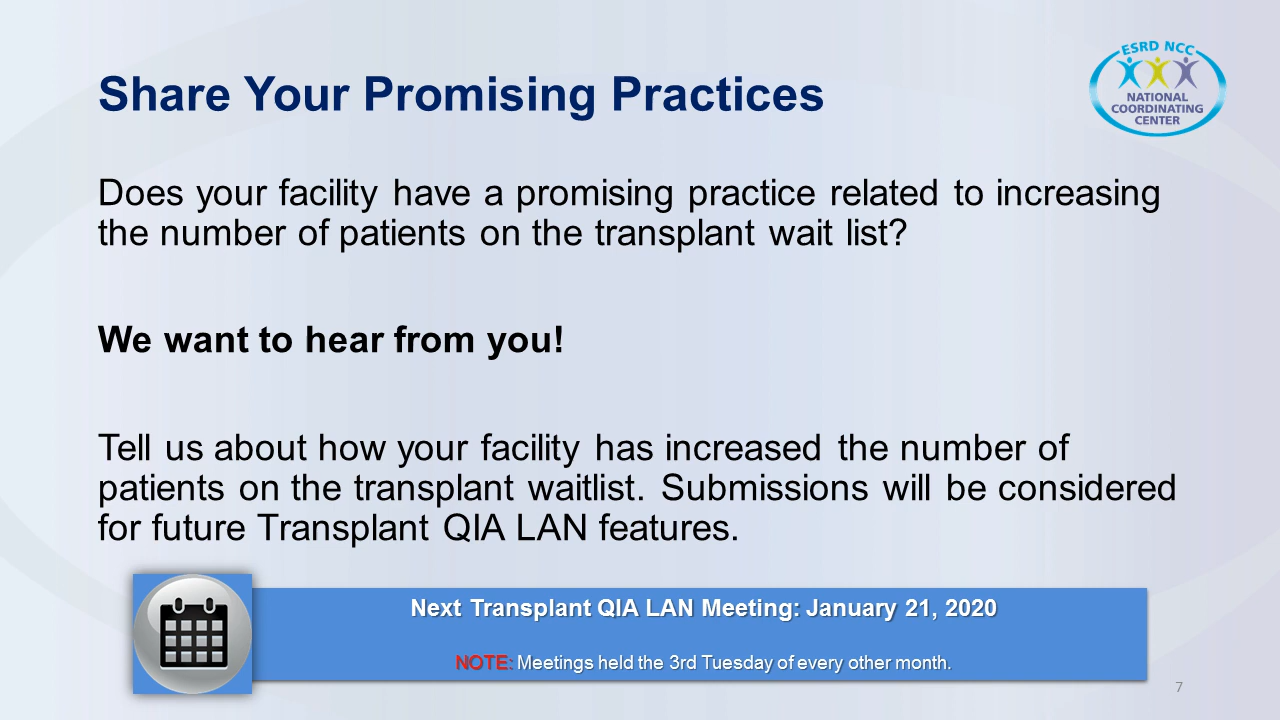 Share Your Promising Practices
ESRD NCC
NATIONAL
COORDINATING
CENTER
Does your facility have a promising practice related to increasing
the number of patients on the transplant wait list?
We want to hear from you!
Tell us about how your facility has increased the number of
patients on the transplant waitlist. Submissions will be considered
for future Transplant QIA LAN features.
Next Transplant QIA LAN Meeting: January 21, 2020
NOTE: Meetings held the 3rd Tuesday of every other month.
7